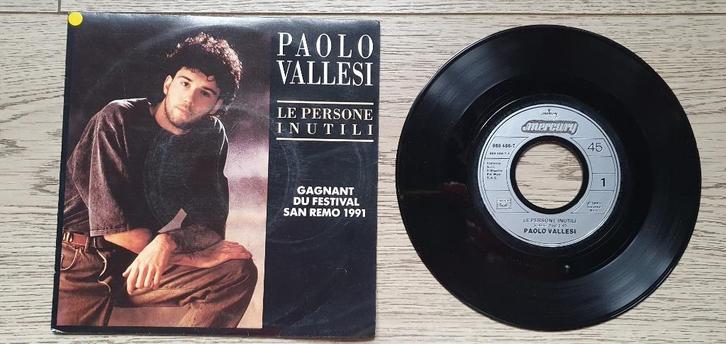 PAOLO
VALLESI
LE PERSONE
INUTILI
GAGNANT
DU FESTIVAL
SAN REMO 1991
mercury
45
1
LE PERSONE INUTILI
PAOLO VALLESI